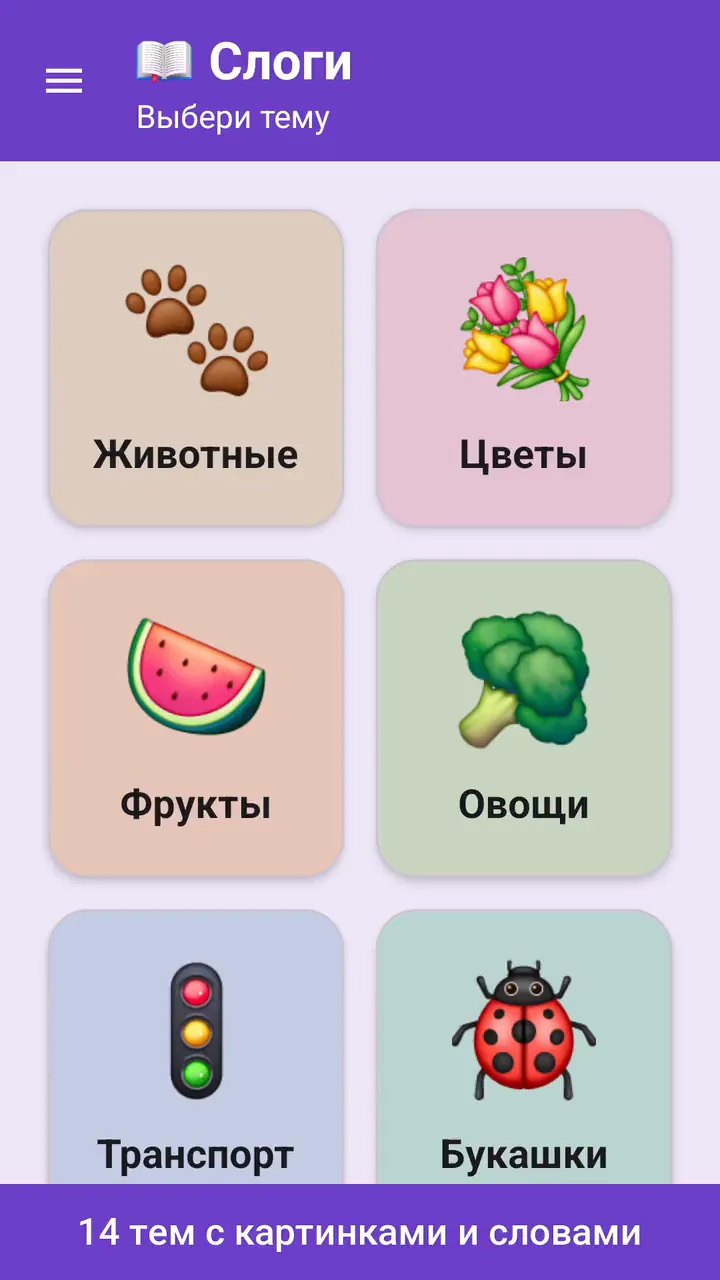 Слоги
Выбери тему
Животные
Цветы
Фрукты
Овощи
Транспорт
Букашки
14 тем с картинками и словами